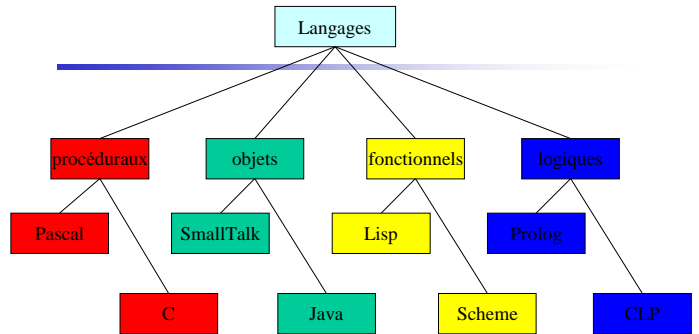 Langages
procéduraux objets fonctionnels logiques
Pascal SmallTalk Lisp Prolog
C Java Scheme CLP